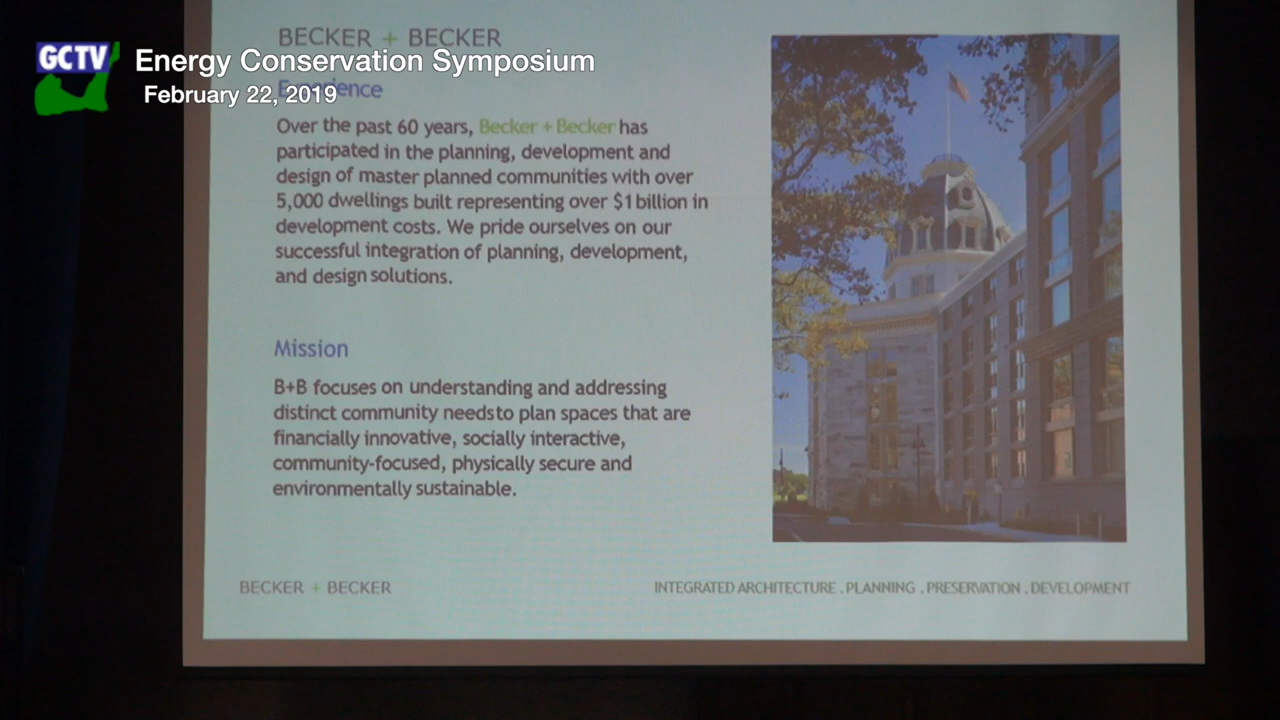 BECKER + BECKER
GCTV
Energy Conservation Symposium
February 22, 2019
Experience
Over the past 60 years, Becker + Becker has
participated in the planning, development and
design of master planned communities with over
5,000 dwellings built representing over $1 billion in
development costs. We pride ourselves on our
successful integration of planning, development,
and design solutions.
Mission
B+B focuses on understanding and addressing
distinct community needs to plan spaces that are
financially innovative, socially interactive,
community-focused, physically secure and
environmentally sustainable.
BECKER + BECKER
INTEGRATED ARCHITECTURE . PLANNING . PRESERVATION . DEVELOPMENT